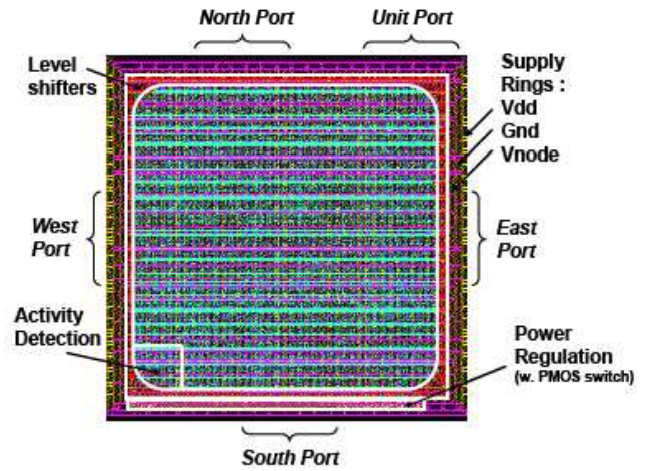 North Port
Unit Port
Level
shifters
Supply
Rings :
Vdd
Gnd
Vnode
West
Port
East
Port
Activity
Detection
Power
Regulation
(w. PMOS switch)
South Port